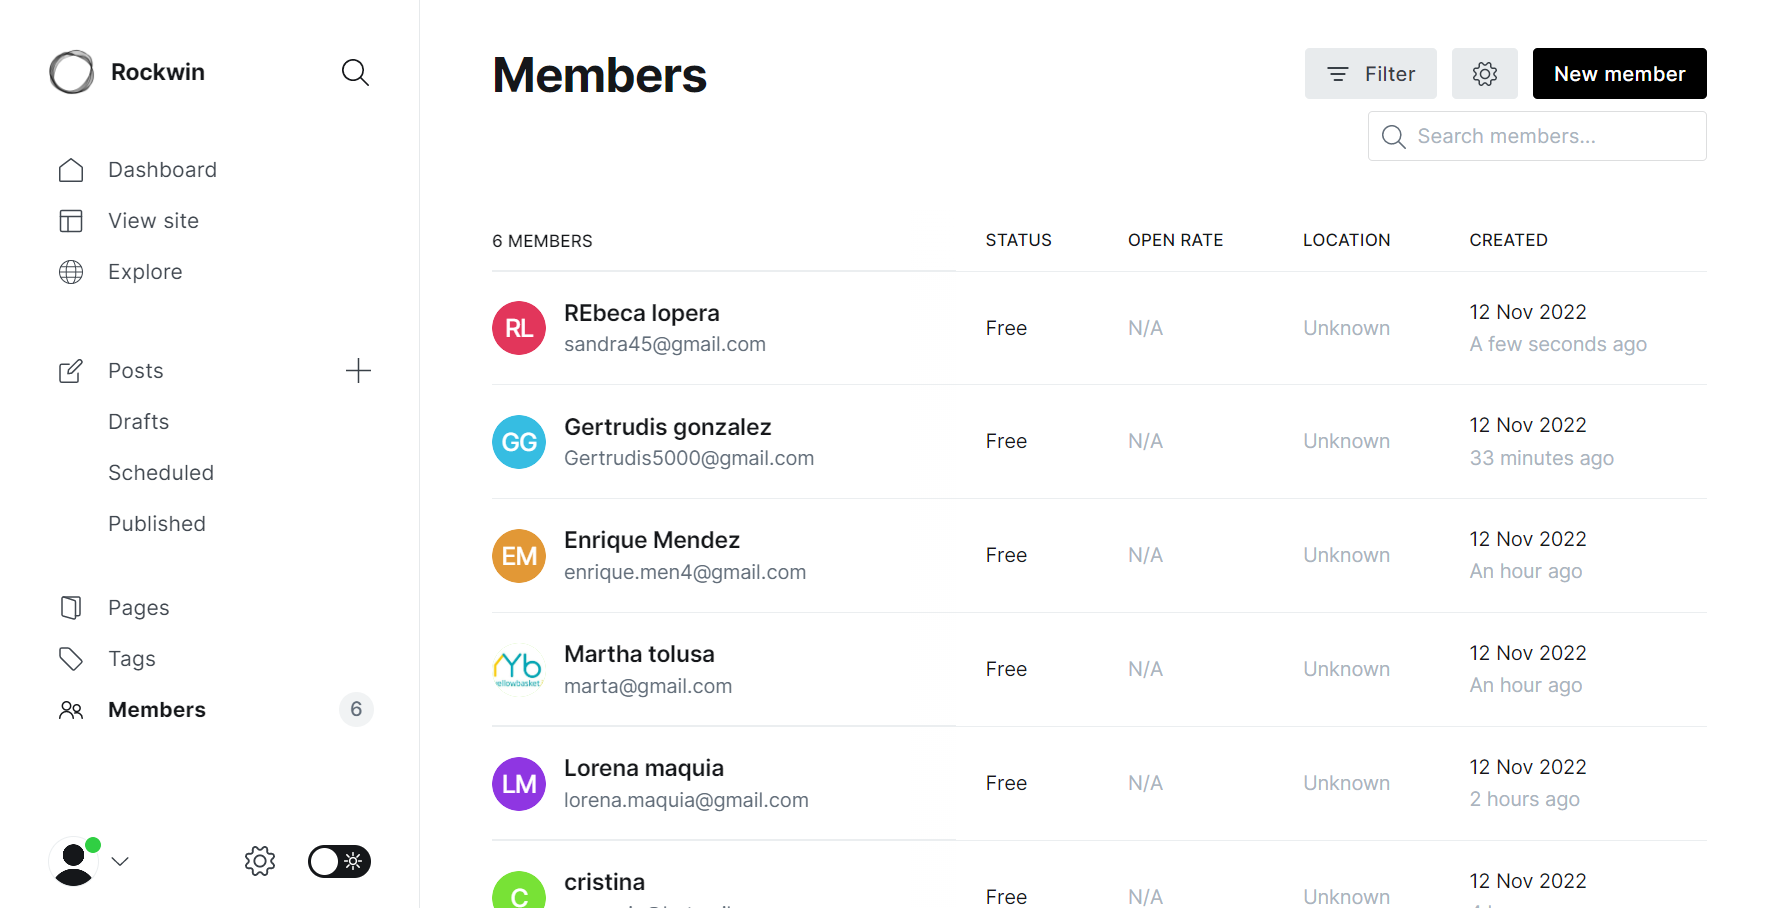 Rockwin
Dashboard
View site
Explore
Posts
Drafts
Scheduled
Published
Pages
Tags
Members 6
Members
Filter
New member
Search members...
6 MEMBERS STATUS OPEN RATE LOCATION CREATED
RL REbeca lopera Free N/A Unknown 12 Nov 2022
sandra45@gmail.com A few seconds ago
GG Gertrudis gonzalez Free N/A Unknown 12 Nov 2022
Gertrudis5000@gmail.com 33 minutes ago
EM Enrique Mendez Free N/A Unknown 12 Nov 2022
enrique.men4@gmail.com An hour ago
Yb Martha tolusa Free N/A Unknown 12 Nov 2022
yellowbasket marta@gmail.com An hour ago
LM Lorena maquia Free N/A Unknown 12 Nov 2022
lorena.maquia@gmail.com 2 hours ago
C cristina Free N/A Unknown 12 Nov 2022